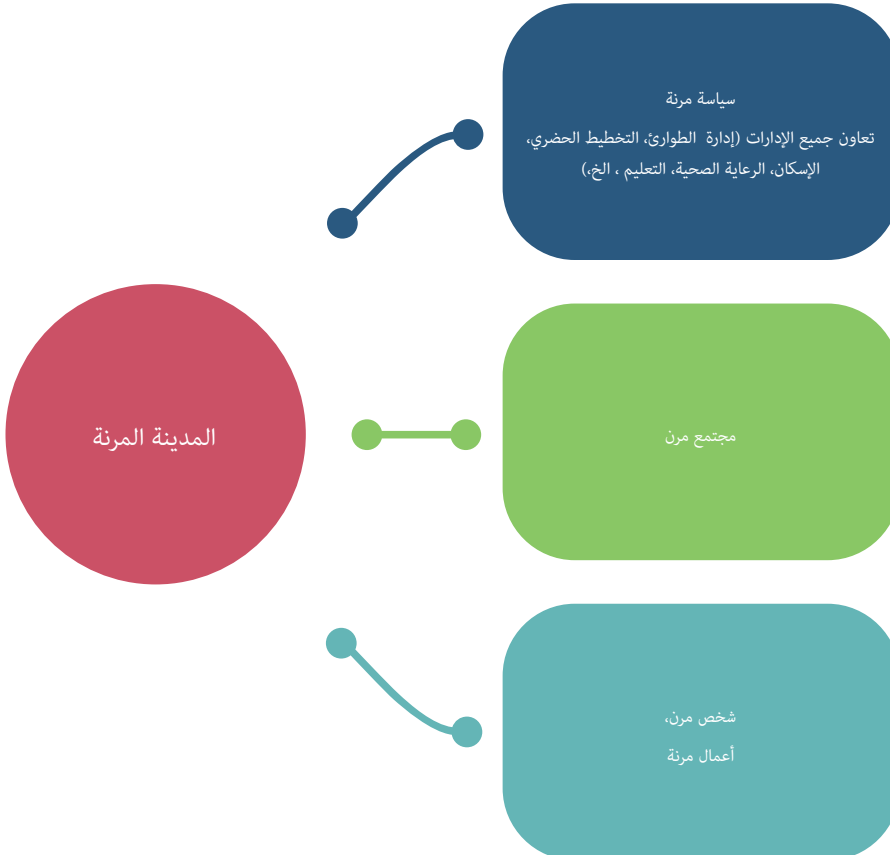 سياسة مرنة
تعاون جميع الإدارات (إدارة الطوارئ، التخطيط الحضري،
الإسكان، الرعاية الصحية، التعليم ، الخ،)
المدينة المرنة
مجتمع مرن
شخص مرن،
أعمال مرنة